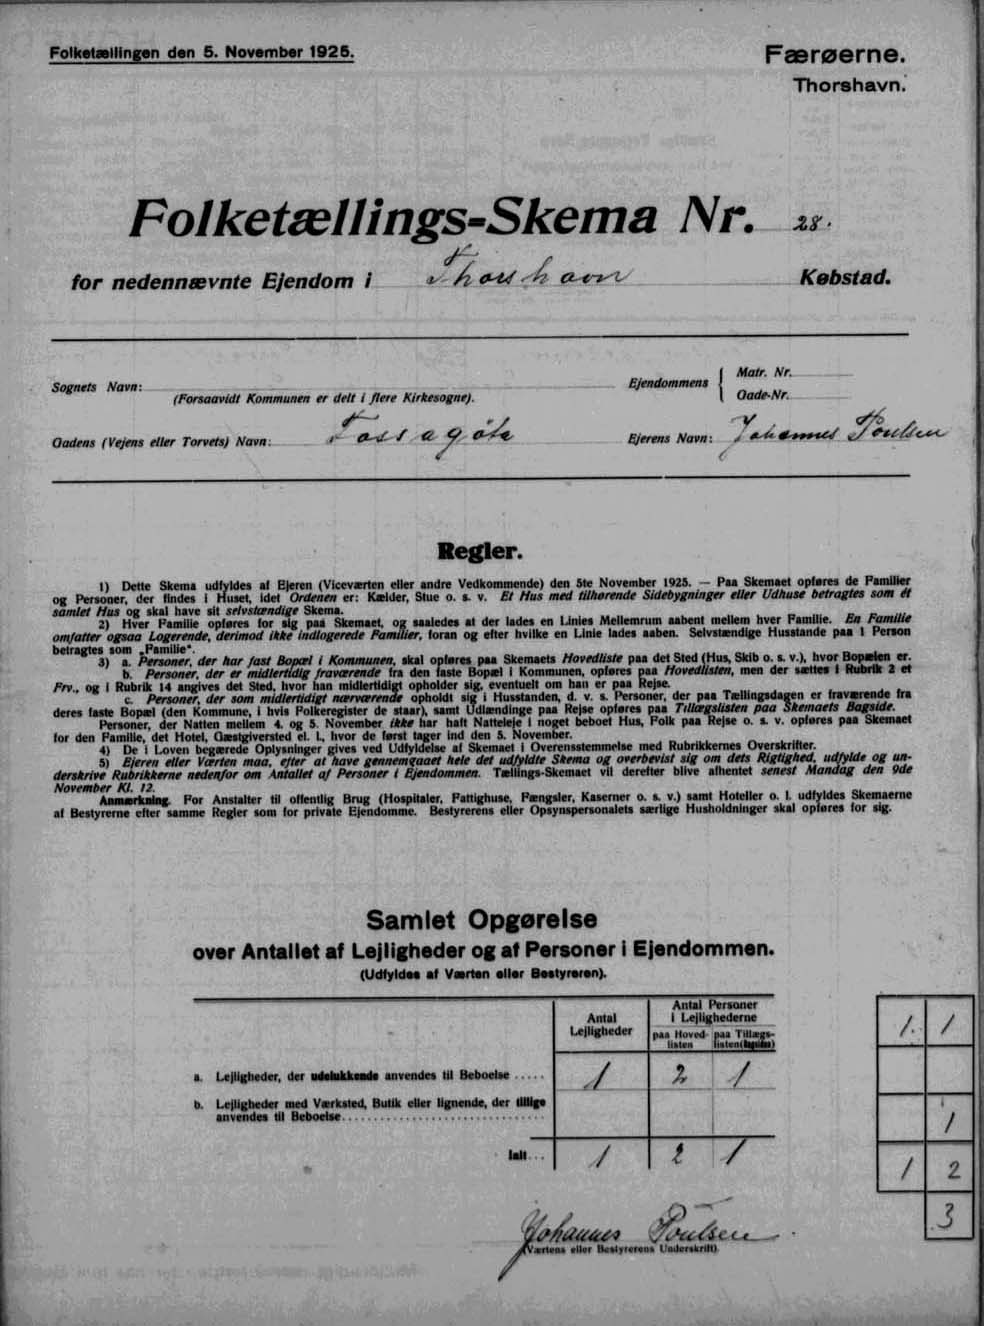 Folketællingen den 5. November 1925.
Færøerne.
Thorshavn.
Folketællings-Skema Nr. 28.
for nedennævnte Ejendom i Thorshavn Købstad.
Sognets Navn:
(Forsaavidt Kommunen er delt i flere Kirkesogne).
Ejendommens
Matr. Nr.
Gade-Nr.
Gadens (Vejens eller Torvets) Navn: Fossagöta
Ejerens Navn: Johannes Poulsen
Regler.
1) Dette Skema udfyldes af Ejeren (Viceværten eller andre Vedkommende) den 5te November 1925. — Paa Skemaet opføres de Familier
og Personer, der findes i Huset, idet Ordenen er: Kælder, Stue o. s. v. Et Hus med tilhørende Sidebygninger eller Udhuse betragtes som ét
samlet Hus og skal have sit selvstændige Skema.
2) Hver Familie opføres for sig paa Skemaet, og saaledes at der lades en Linies Mellemrum aabent mellem hver Familie. En Familie
omfatter ogsaa Logerende, derimod ikke indlogerede Familier, foran og efter hvilke en Linie lades aaben. Selvstændige Husstande paa 1 Person
betragtes som „Familie“.
3) a. Personer, der har fast Bopæl i Kommunen, skal opføres paa Skemaets Hovedliste paa det Sted (Hus, Skib o. s. v.), hvor Bopælen er.
b. Personer, der er midlertidig fraværende fra den faste Bopæl i Kommunen, opføres paa Hovedlisten, men der sættes i Rubrik 2 et
Frv., og i Rubrik 14 angives det Sted, hvor han midlertidigt opholder sig, eventuelt om han er paa Rejse.
c. Personer, der som midlertidigt nærværende opholdt sig i Husstanden, d. v. s. Personer, der paa Tællingsdagen er fraværende fra
deres faste Bopæl (den Kommune, i hvis Folkeregister de staar), samt Udlændinge paa Rejse opføres paa Tillægslisten paa Skemaets Bagside.
Personer, der Natten mellem 4. og 5. November ikke har haft Natteleje i noget beboet Hus, Folk paa Rejse o. s. v. opføres paa Skemaet
for den Familie, det Hotel, Gæstgiversted el. l., hvor de først tager ind den 5. November.
4) De i Loven begærede Oplysninger gives ved Udfyldelse af Skemaet i Overensstemmelse med Rubrikkernes Overskrifter.
5) Ejeren eller Værten maa, efter at have gennemgaaet hele det udfyldte Skema og overbevist sig om dets Rigtighed, udfylde og un-
derskrive Rubrikkerne nedenfor om Antallet af Personer i Ejendommen. Tællings-Skemaet vil derefter blive afhentet senest Mandag den 9de
November Kl. 12.
Anmærkning. For Anstalter til offentlig Brug (Hospitaler, Fattighuse, Fængsler, Kaserner o. s. v.) samt Hoteller o. l. udfyldes Skemaerne
af Bestyrerne efter samme Regler som for private Ejendomme. Bestyrerens eller Opsynspersonalets særlige Husholdninger skal opføres for sig.
Samlet Opgørelse
over Antallet af Lejligheder og af Personer i Ejendommen.
(Udfyldes af Værten eller Bestyreren).
Antal Lejligheder
Antal Personer
i Lejlighederne
paa Hoved-
listen
paa Tillægs-
listen (Bagsiden)
a. Lejligheder, der udelukkende anvendes til Beboelse ..... 1 2 1
b. Lejligheder med Værksted, Butik eller lignende, der tillige
anvendes til Beboelse
Ialt... 1 2 1
1. 1
1
1 2
3
Johannes Poulsen
(Værtens eller Bestyrerens Underskrift)